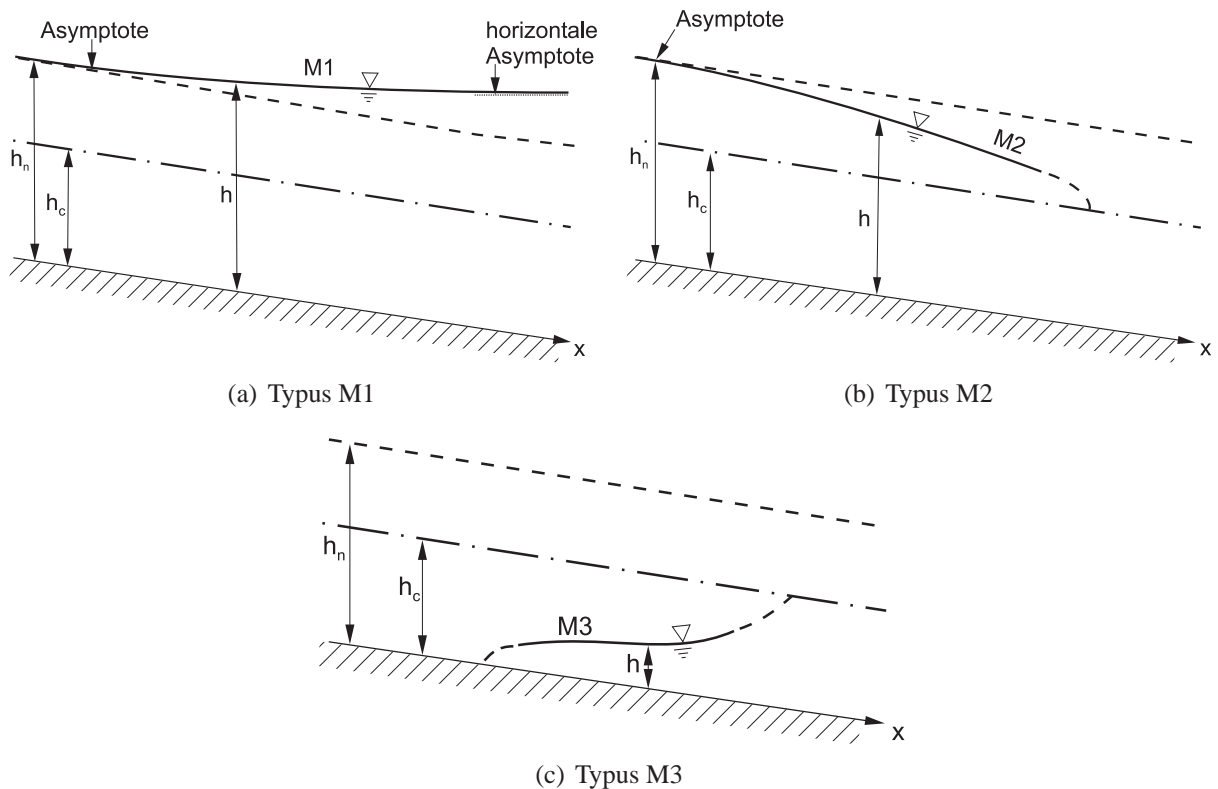 Asymptote
M1
horizontale
Asymptote
h_n
h_c
h
x
(a) Typus M1
Asymptote
M2
h_n
h_c
h
x
(b) Typus M2
h_n
h_c
M3
h
x
(c) Typus M3